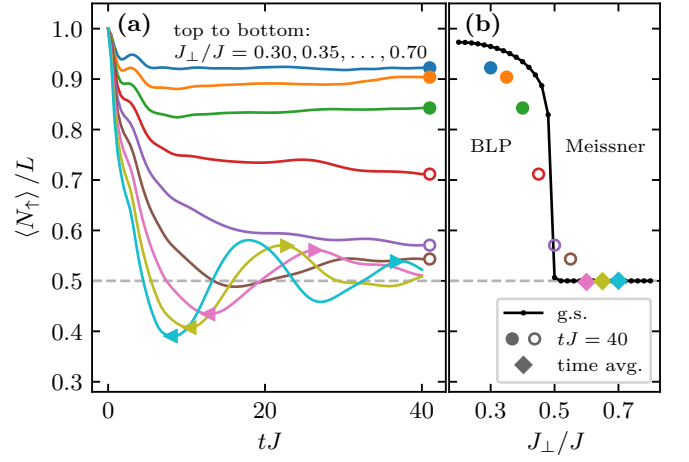 (a)
top to bottom:
J⊥/J = 0.30, 0.35, ..., 0.70
1.0
0.9
0.8
0.7
0.6
0.5
0.4
0.3
⟨N↑⟩/L
0
20
40
tJ
(b)
BLP
Meissner
g.s.
tJ = 40
time avg.
0.3
0.5
0.7
J⊥/J